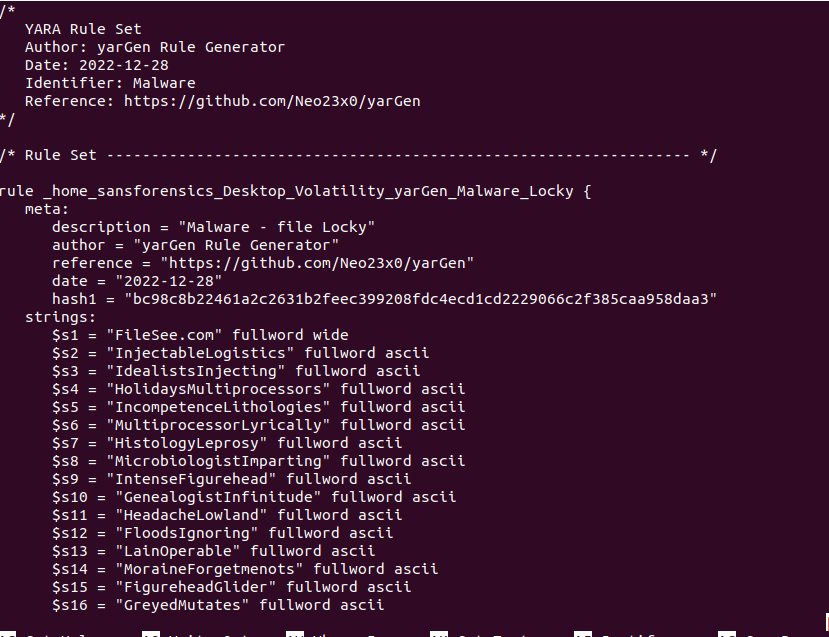 /*
YARA Rule Set
Author: yarGen Rule Generator
Date: 2022-12-28
Identifier: Malware
Reference: https://github.com/Neo23x0/yarGen
*/
/* Rule Set ----------------------------------------------------------------- */
rule _home_sansforensics_Desktop_Volatility_yarGen_Malware_Locky {
meta:
description = "Malware - file Locky"
author = "yarGen Rule Generator"
reference = "https://github.com/Neo23x0/yarGen"
date = "2022-12-28"
hash1 = "bc98c8b22461a2c2631b2feec399208fdc4ecd1cd2229066c2f385caa958daa3"
strings:
$s1 = "FileSee.com" fullword wide
$s2 = "InjectableLogistics" fullword ascii
$s3 = "IdealistsInjecting" fullword ascii
$s4 = "HolidaysMultiprocessors" fullword ascii
$s5 = "IncompetenceLithologies" fullword ascii
$s6 = "MultiprocessorLyrically" fullword ascii
$s7 = "HistologyLeprosy" fullword ascii
$s8 = "MicrobiologistImparting" fullword ascii
$s9 = "IntenseFigurehead" fullword ascii
$s10 = "GenealogistInfinitude" fullword ascii
$s11 = "HeadacheLowland" fullword ascii
$s12 = "FloodsIgnoring" fullword ascii
$s13 = "LainOperable" fullword ascii
$s14 = "MoraineForgetmenots" fullword ascii
$s15 = "FigureheadGlider" fullword ascii
$s16 = "GreyedMutates" fullword ascii